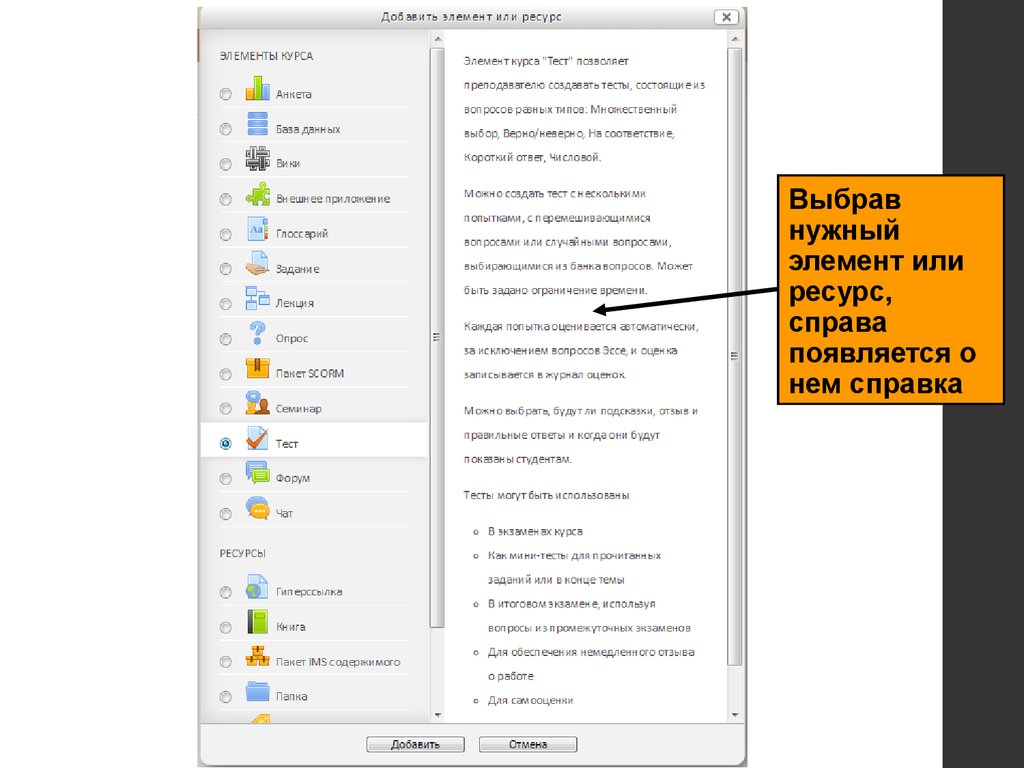 Добавить элемент или ресурс
ЭЛЕМЕНТЫ КУРСА
Анкета
База данных
Вики
Внешнее приложение
Глоссарий
Задание
Лекция
Опрос
Пакет SCORM
Семинар
Тест
Форум
Чат
РЕСУРСЫ
Гиперссылка
Книга
Пакет IMS содержимого
Папка
Элемент курса "Тест" позволяет
преподавателю создавать тесты, состоящие из
вопросов разных типов: Множественный
выбор, Верно/неверно, На соответствие,
Короткий ответ, Числовой.
Можно создать тест с несколькими
попытками, с перемешивающимися
вопросами или случайными вопросами,
выбирающимися из банка вопросов. Может
быть задано ограничение времени.
Каждая попытка оценивается автоматически,
за исключением вопросов Эссе, и оценка
записывается в журнал оценок.
Можно выбрать, будут ли подсказки, отзыв и
правильные ответы и когда они будут
показаны студентам.
Тесты могут быть использованы
В экзаменах курса
Как мини-тесты для прочитанных
заданий или в конце темы
В итоговом экзамене, используя
вопросы из промежуточных экзаменов
Для обеспечения немедленного отзыва
о работе
Для самооценки
Добавить
Отмена
Выбрав
нужный
элемент или
ресурс,
справа
появляется о
нем справка